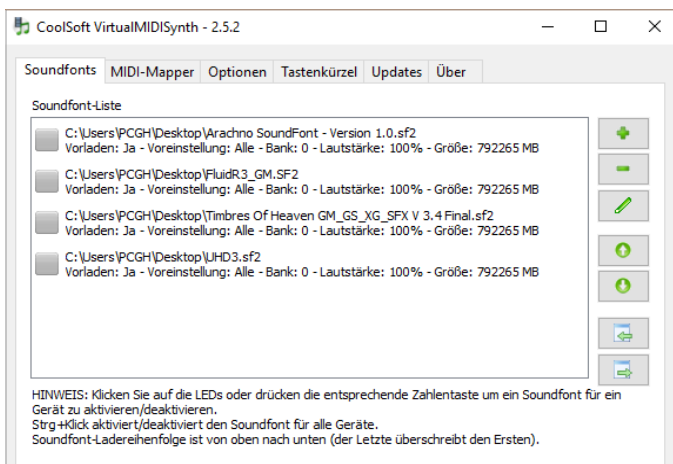 CoolSoft VirtualMIDISynth - 2.5.2
Soundfonts MIDI-Mapper Optionen Tastenkürzel Updates Über
Soundfont-Liste
C:\Users\PCGH\Desktop\Arachno SoundFont - Version 1.0.sf2
Vorladen: Ja - Voreinstellung: Alle - Bank: 0 - Lautstärke: 100% - Größe: 792265 MB
C:\Users\PCGH\Desktop\FluidR3_GM.SF2
Vorladen: Ja - Voreinstellung: Alle - Bank: 0 - Lautstärke: 100% - Größe: 792265 MB
C:\Users\PCGH\Desktop\Timbres Of Heaven GM_GS_XG_SFX V 3.4 Final.sf2
Vorladen: Ja - Voreinstellung: Alle - Bank: 0 - Lautstärke: 100% - Größe: 792265 MB
C:\Users\PCGH\Desktop\UHD3.sf2
Vorladen: Ja - Voreinstellung: Alle - Bank: 0 - Lautstärke: 100% - Größe: 792265 MB
HINWEIS: Klicken Sie auf die LEDs oder drücken die entsprechende Zahlentaste um ein Soundfont für ein
Gerät zu aktivieren/deaktivieren.
Strg+Klick aktiviert/deaktiviert den Soundfont für alle Geräte.
Soundfont-Ladereihenfolge ist von oben nach unten (der Letzte überschreibt den Ersten).